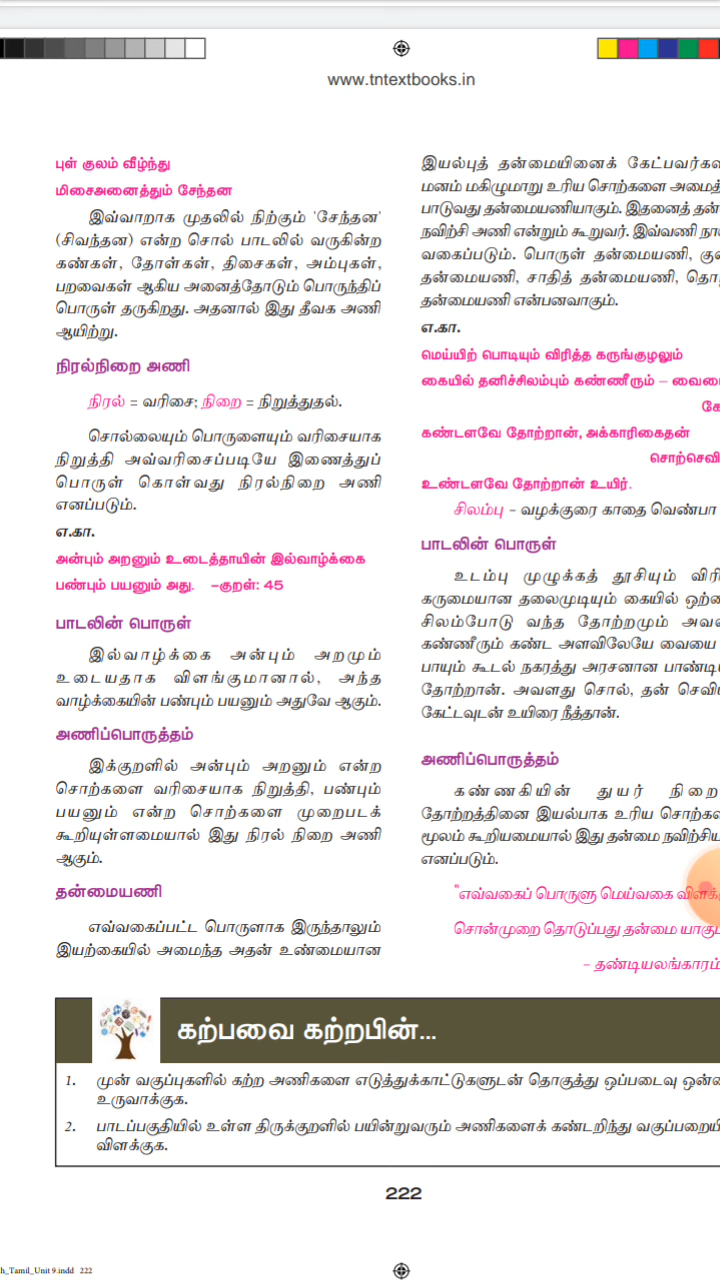 www.tntextbooks.in
புள் குலம் வீழ்ந்து
மிசைஅனைத்தும் சேந்தன
இவ்வாறாக முதலில் நிற்கும் 'சேந்தன'
(சிவந்தன) என்ற சொல் பாடலில் வருகின்ற
கண்கள், தோள்கள், திசைகள், அம்புகள்,
பறவைகள் ஆகிய அனைத்தோடும் பொருந்திப்
பொருள் தருகிறது. அதனால் இது தீவக அணி
ஆயிற்று.
நிரல்நிறை அணி
நிரல் = வரிசை; நிறை = நிறுத்துதல்.
சொல்லையும் பொருளையும் வரிசையாக
நிறுத்தி அவ்வரிசைப்படியே இணைத்துப்
பொருள் கொள்வது நிரல்நிறை அணி
எனப்படும்.
எ.கா.
அன்பும் அறனும் உடைத்தாயின் இல்வாழ்க்கை
பண்பும் பயனும் அது. –குறள்: 45
பாடலின் பொருள்
இல்வாழ்க்கை அன்பும் அறமும்
உடையதாக விளங்குமானால், அந்த
வாழ்க்கையின் பண்பும் பயனும் அதுவே ஆகும்.
அணிப்பொருத்தம்
இக்குறளில் அன்பும் அறனும் என்ற
சொற்களை வரிசையாக நிறுத்தி, பண்பும்
பயனும் என்ற சொற்களை முறைபடக்
கூறியுள்ளமையால் இது நிரல் நிறை அணி
ஆகும்.
தன்மையணி
எவ்வகைப்பட்ட பொருளாக இருந்தாலும்
இயற்கையில் அமைந்த அதன் உண்மையான
இயல்புத் தன்மையினைக்
மனம் மகிழுமாறு உரிய சொற்களை
பாடுவது தன்மையணியாகும். இதனைத்
நவிற்சி அணி என்றும் கூறுவர். இவ்வணி
வகைப்படும். பொருள் தன்மையணி,
தன்மையணி, சாதித் தன்மையணி,
தன்மையணி என்பனவாகும்.
எ.கா.
மெய்யிற் பொடியும் விரித்த கருங்குழலும்
கையில் தனிச்சிலம்பும் கண்ணீரும் –
கண்டளவே தோற்றான், அக்காரிகைதன்
உண்டளவே தோற்றான் உயிர்.
சிலம்பு – வழக்குரை காதை வெண்பா
பாடலின் பொருள்
உடம்பு முழுக்கத் தூசியும்
கருமையான தலைமுடியும் கையில்
சிலம்போடு வந்த தோற்றமும்
கண்ணீரும் கண்ட அளவிலேயே வையை
பாயும் கூடல் நகரத்து அரசனான
தோற்றான். அவளது சொல், தன்
கேட்டவுடன் உயிரை நீத்தான்.
அணிப்பொருத்தம்
கண்ணகியின் துயர் நிறை
தோற்றத்தினை இயல்பாக உரிய
மூலம் கூறியமையால் இது தன்மை
எனப்படும்.
"எவ்வகைப் பொருளு மெய்வகை
சொன்முறை தொடுப்பது தன்மை
– தண்டியலங்காரம்
கற்பவை கற்றபின்...
1. முன் வகுப்புகளில் கற்ற அணிகளை எடுத்துக்காட்டுகளுடன் தொகுத்து ஒப்படைவு
உருவாக்குக.
2. பாடப்பகுதியில் உள்ள திருக்குறளில் பயின்றுவரும் அணிகளைக் கண்டறிந்து
விளக்குக.
222
h_Tamil_Unit 9.indd 222